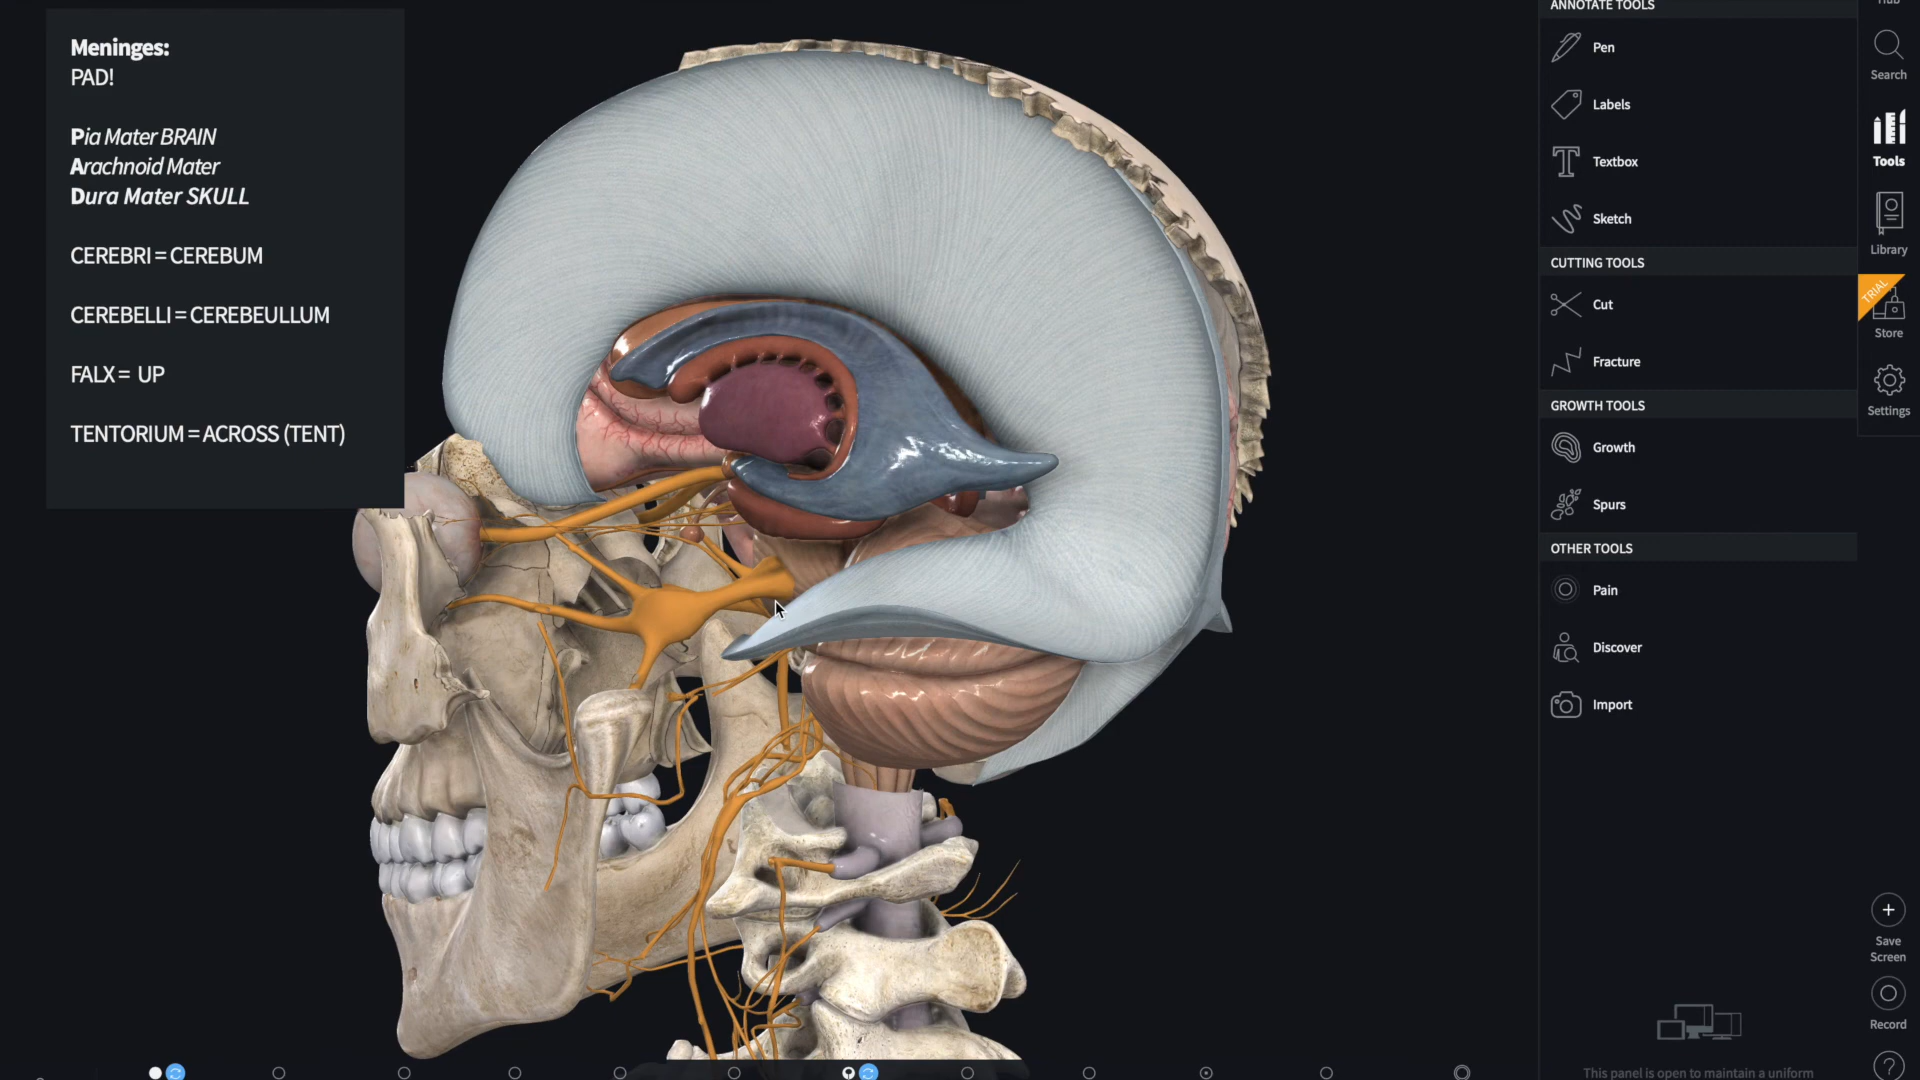 Meninges:
PAD!
Pia Mater BRAIN
Arachnoid Mater
Dura Mater SKULL
CEREBRI = CEREBUM
CEREBELLI = CEREBEULLUM
FALX = UP
TENTORIUM = ACROSS (TENT)
ANNOTATE TOOLS
Pen
Labels
Textbox
Sketch
CUTTING TOOLS
Cut
Fracture
GROWTH TOOLS
Growth
Spurs
OTHER TOOLS
Pain
Discover
Import
This panel is open to maintain a uniform
Hub
Search
Tools
Library
TRIAL
Store
Settings
Save
Screen
Record
?